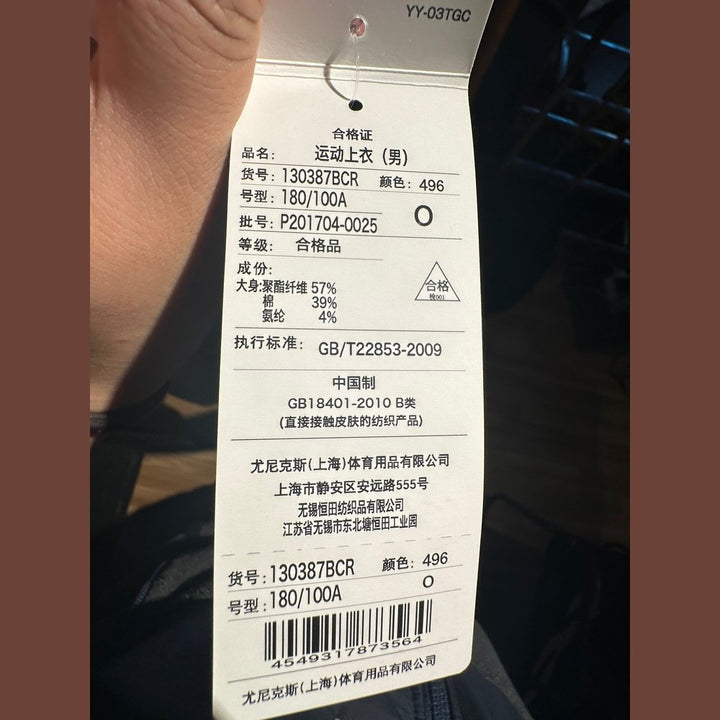 YY-03TGC
合格证
品名： 运动上衣（男）
货号：130387BCR 颜色：496
号型：180/100A O
批号：P201704-0025
等级： 合格品
成份：
大身:聚酯纤维 57%
棉 39%
氨纶 4%
合格
检001
执行标准： GB/T22853-2009
中国制
GB18401-2010 B类
(直接接触皮肤的纺织产品)
尤尼克斯(上海)体育用品有限公司
上海市静安区安远路555号
无锡恒田纺织品有限公司
江苏省无锡市东北塘恒田工业园
货号:130387BCR 颜色：496
号型:180/100A O
4549317873564
尤尼克斯(上海)体育用品有限公司